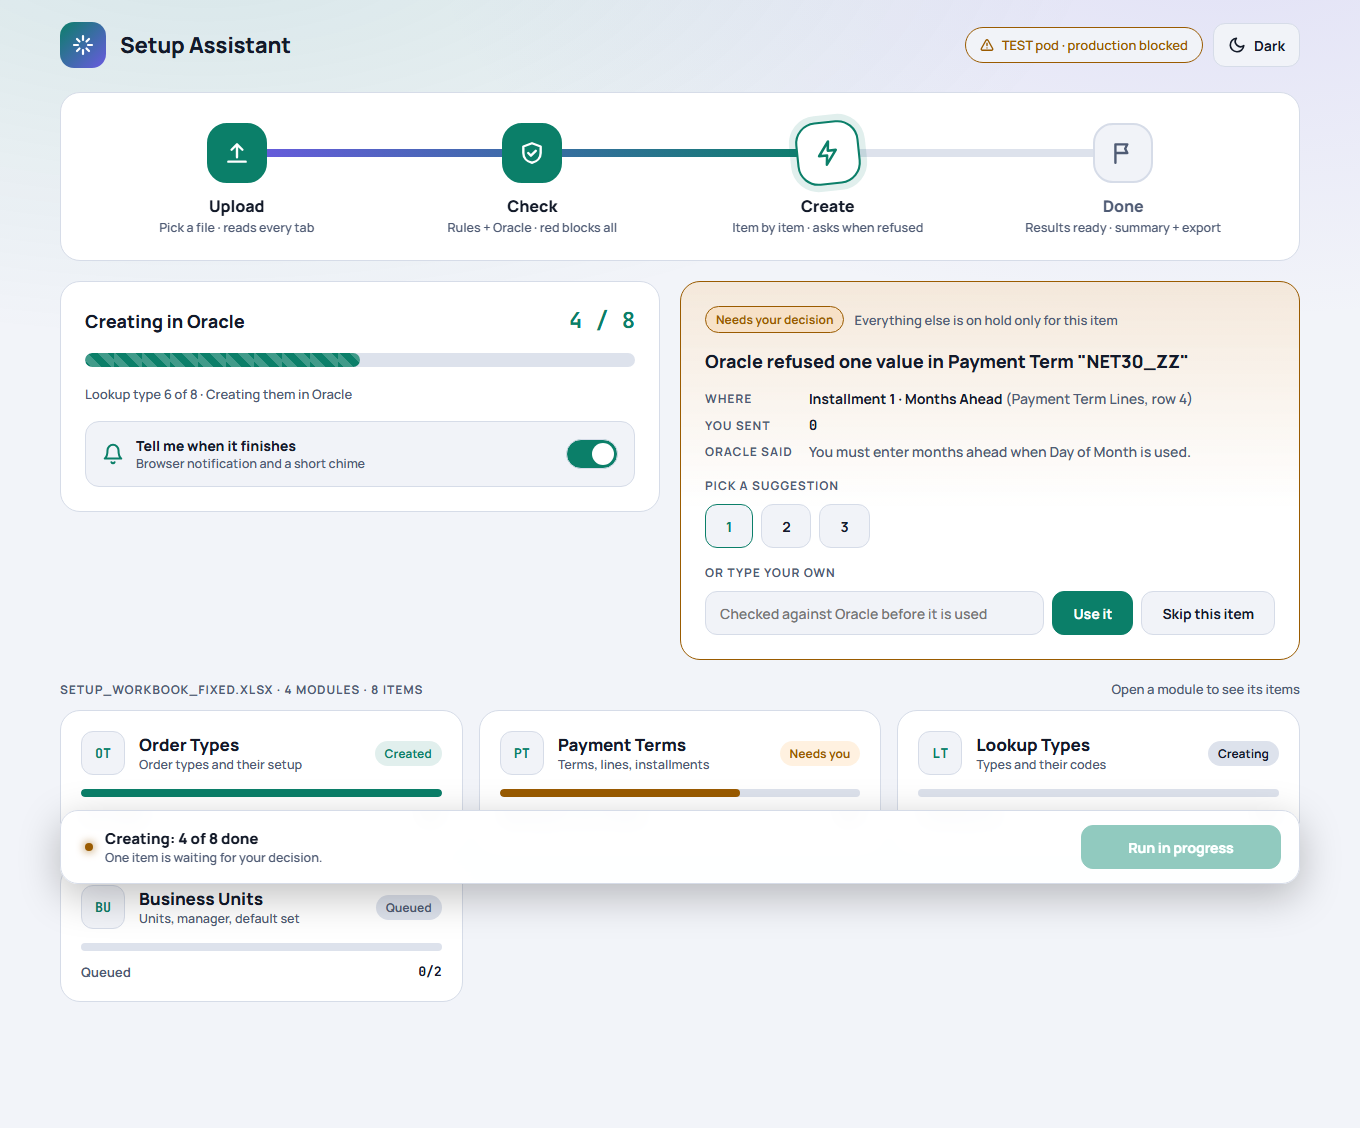 Setup Assistant
TEST pod · production blocked
Dark
Upload
Pick a file · reads every tab
Check
Rules + Oracle · red blocks all
Create
Item by item · asks when refused
Done
Results ready · summary + export
Creating in Oracle
4 / 8
Lookup type 6 of 8 · Creating them in Oracle
Tell me when it finishes
Browser notification and a short chime
Needs your decision
Everything else is on hold only for this item
Oracle refused one value in Payment Term "NET30_ZZ"
WHERE
Installment 1 · Months Ahead (Payment Term Lines, row 4)
YOU SENT
0
ORACLE SAID
You must enter months ahead when Day of Month is used.
PICK A SUGGESTION
1
2
3
OR TYPE YOUR OWN
Checked against Oracle before it is used
Use it
Skip this item
SETUP_WORKBOOK_FIXED.XLSX · 4 MODULES · 8 ITEMS
Open a module to see its items
OT
Order Types
Order types and their setup
Created
PT
Payment Terms
Terms, lines, installments
Needs you
LT
Lookup Types
Types and their codes
Creating
Creating: 4 of 8 done
One item is waiting for your decision.
Run in progress
BU
Business Units
Units, manager, default set
Queued
Queued
0/2